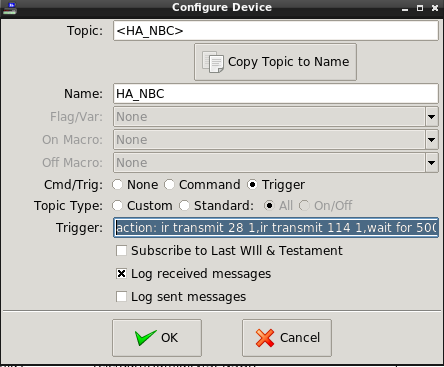 Configure Device
Topic: <HA_NBC>
Copy Topic to Name
Name: HA_NBC
Flag/Var: None
On Macro: None
Off Macro: None
Cmd/Trig: None Command Trigger
Topic Type: Custom Standard: All On/Off
Trigger: action: ir transmit 28 1,ir transmit 114 1,wait for 500
Subscribe to Last WIll & Testament
Log received messages
Log sent messages
OK Cancel